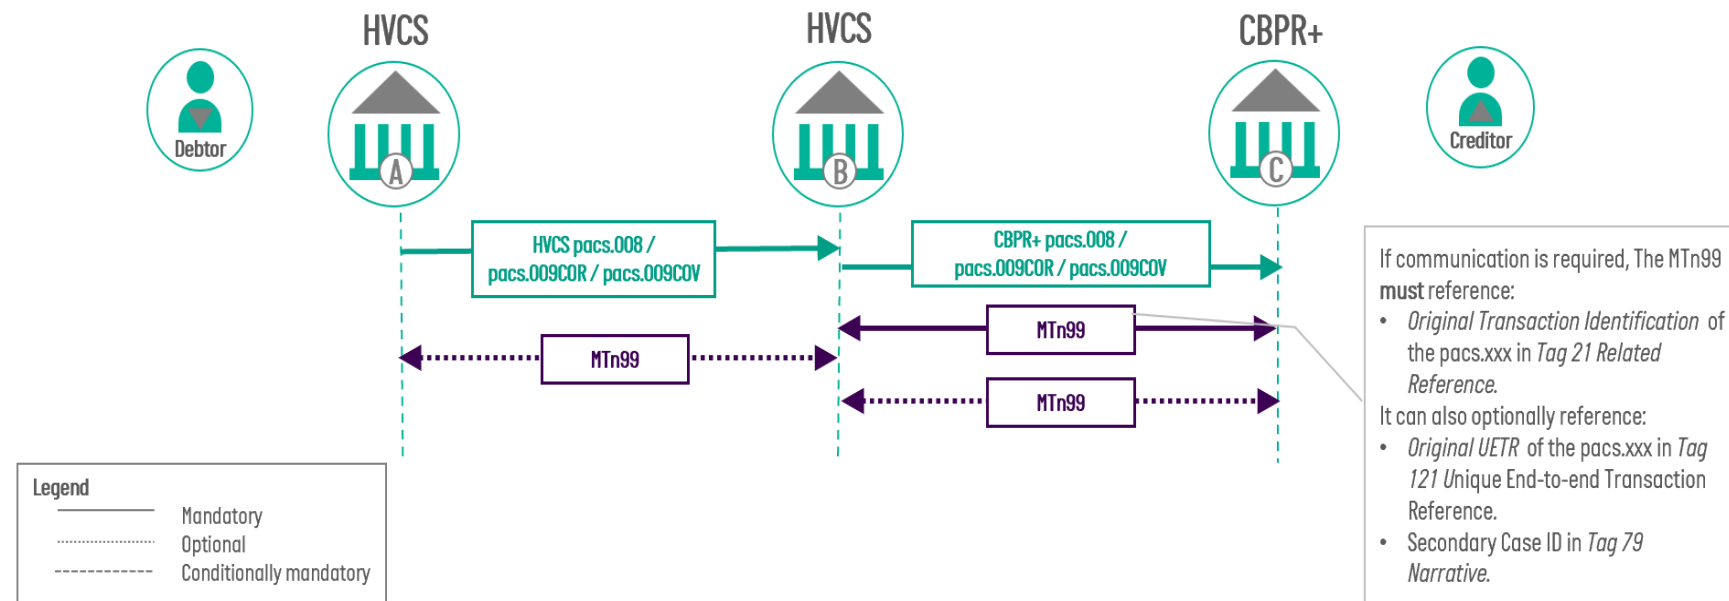 HVCS
HVCS
CBPR+
Debtor
A
B
C
Creditor
HVCS pacs.008 /
pacs.009COR / pacs.009COV
CBPR+ pacs.008 /
pacs.009COR / pacs.009COV
MTn99
MTn99
MTn99
If communication is required, The MTn99
must reference:
• Original Transaction Identification of
the pacs.xxx in Tag 21 Related
Reference.
It can also optionally reference:
• Original UETR of the pacs.xxx in Tag
121 Unique End-to-end Transaction
Reference.
• Secondary Case ID in Tag 79
Narrative.
Legend
Mandatory
Optional
Conditionally mandatory